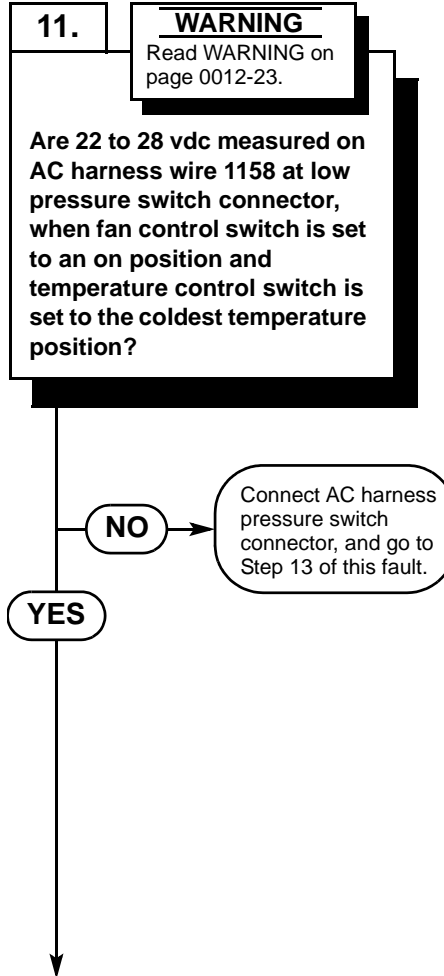 11.
WARNING
Read WARNING on
page 0012-23.
Are 22 to 28 vdc measured on
AC harness wire 1158 at low
pressure switch connector,
when fan control switch is set
to an on position and
temperature control switch is
set to the coldest temperature
position?
NO
Connect AC harness
pressure switch
connector, and go to
Step 13 of this fault.
YES